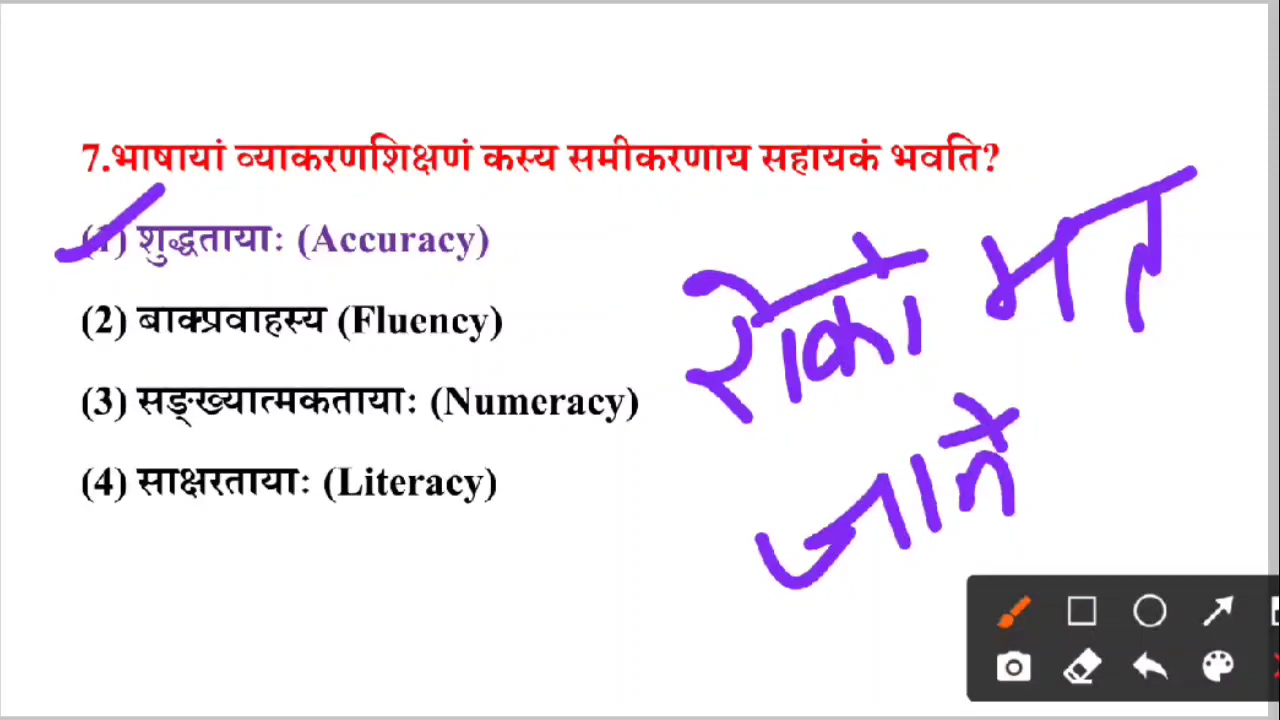 7.भाषायां व्याकरणशिक्षणं कस्य समीकरणाय सहायकं भवति?
(1) शुद्धतायाः (Accuracy)
(2) बाक्प्रवाहस्य (Fluency)
(3) सङ्ख्यात्मकतायाः (Numeracy)
(4) साक्षरतायाः (Literacy)
रोको मत
जाने